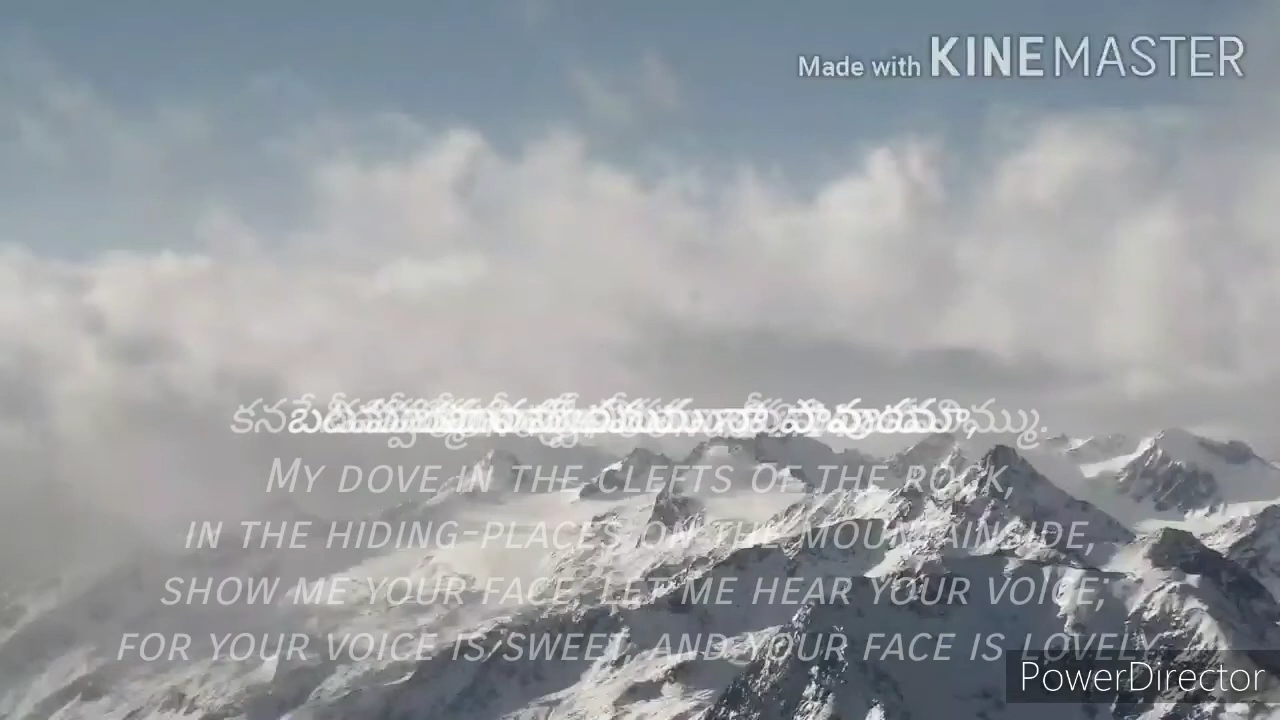 Made with KINEMASTER
MY DOVE IN THE CLEFTS OF THE ROCK,
IN THE HIDING-PLACES ON THE MOUNTAINSIDE,
SHOW ME YOUR FACE, LET ME HEAR YOUR VOICE;
FOR YOUR VOICE IS SWEET, AND YOUR FACE IS LOVELY.
PowerDirector